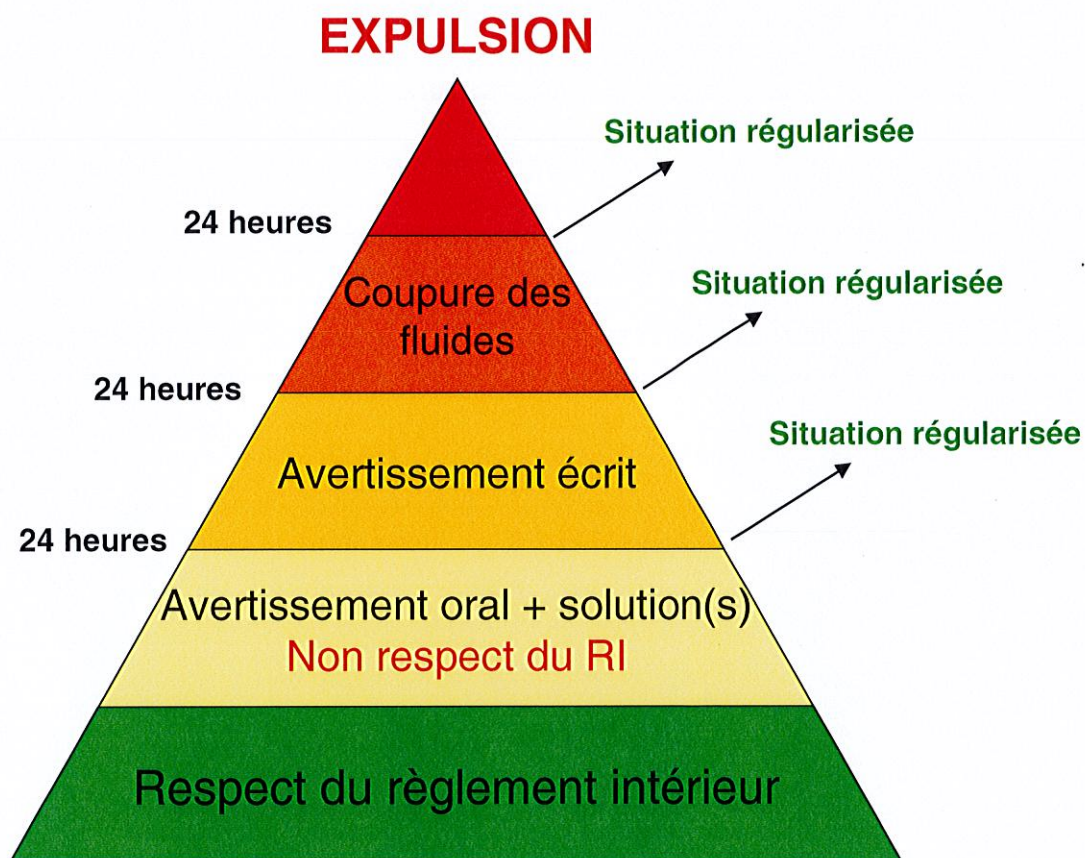 EXPULSION
Situation régularisée
24 heures
Situation régularisée
Coupure des
fluides
24 heures
Situation régularisée
Avertissement écrit
24 heures
Avertissement oral + solution(s)
Non respect du RI
Respect du règlement intérieur